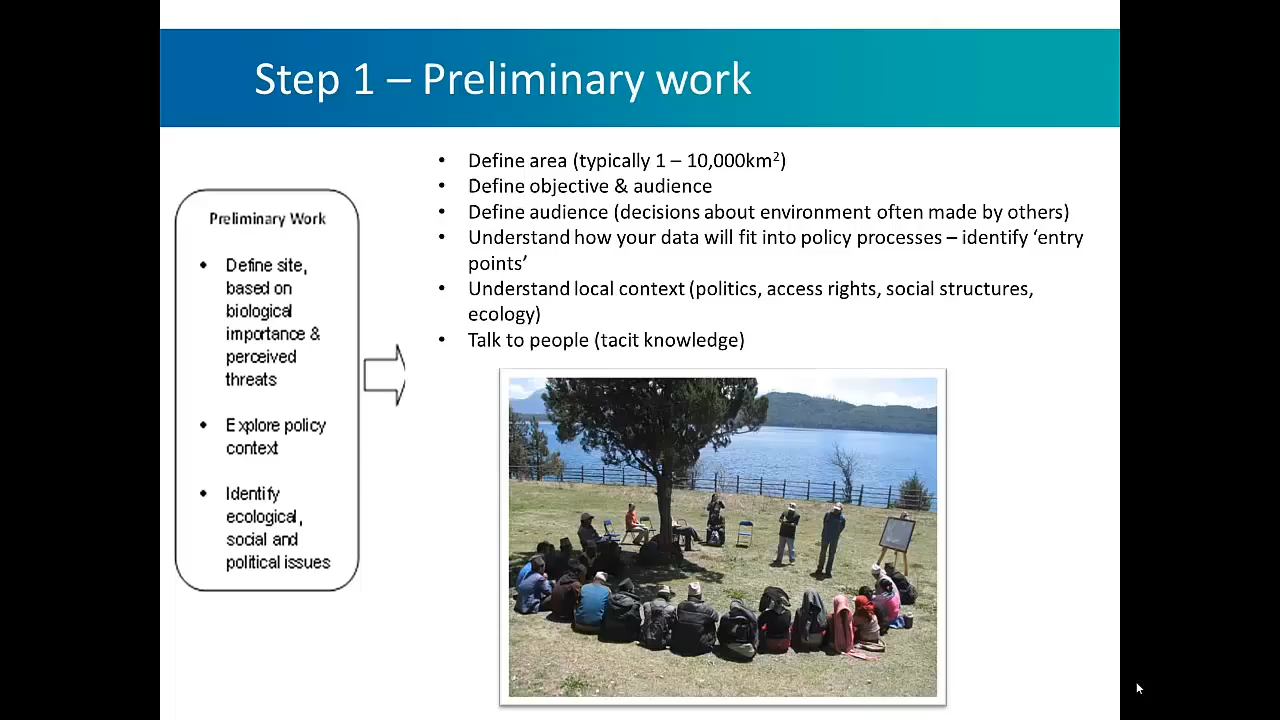 Step 1 – Preliminary work
Preliminary Work
• Define site,
based on
biological
importance &
perceived
threats
• Explore policy
context
• Identify
ecological,
social and
political issues
• Define area (typically 1 – 10,000km²)
• Define objective & audience
• Define audience (decisions about environment often made by others)
• Understand how your data will fit into policy processes – identify ‘entry
points’
• Understand local context (politics, access rights, social structures,
ecology)
• Talk to people (tacit knowledge)